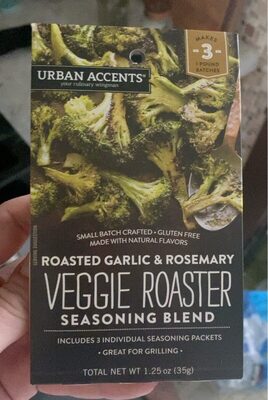 MAKES
-3-
1 POUND
BATCHES
URBAN ACCENTS
your culinary wingman
SERVING SUGGESTION
SMALL BATCH CRAFTED • GLUTEN FREE
MADE WITH NATURAL FLAVORS
ROASTED GARLIC & ROSEMARY
VEGGIE ROASTER
SEASONING BLEND
INCLUDES 3 INDIVIDUAL SEASONING PACKETS
• GREAT FOR GRILLING •
TOTAL NET WT 1.25 oz (35g)